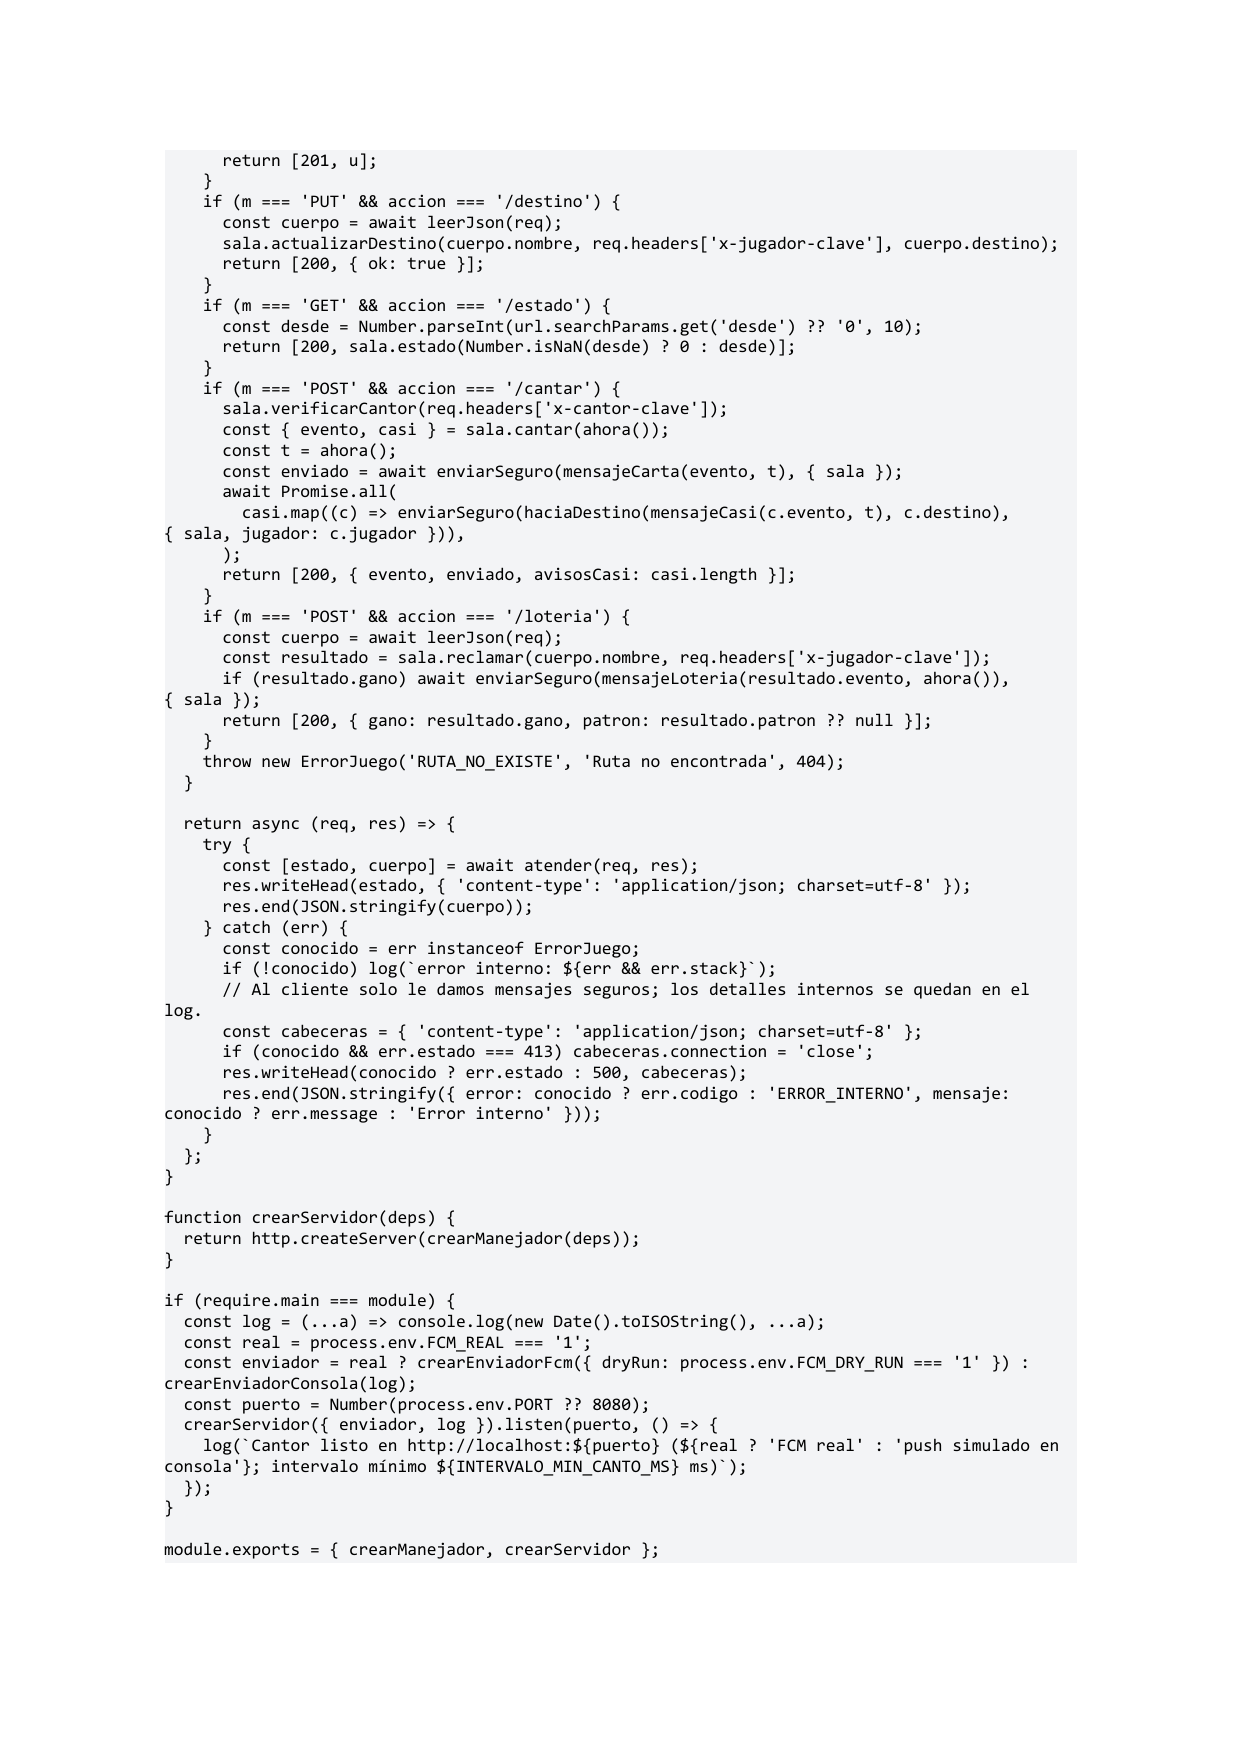 return [201, u];
    }
    if (m === 'PUT' && accion === '/destino') {
      const cuerpo = await leerJson(req);
      sala.actualizarDestino(cuerpo.nombre, req.headers['x-jugador-clave'], cuerpo.destino);
      return [200, { ok: true }];
    }
    if (m === 'GET' && accion === '/estado') {
      const desde = Number.parseInt(url.searchParams.get('desde') ?? '0', 10);
      return [200, sala.estado(Number.isNaN(desde) ? 0 : desde)];
    }
    if (m === 'POST' && accion === '/cantar') {
      sala.verificarCantor(req.headers['x-cantor-clave']);
      const { evento, casi } = sala.cantar(ahora());
      const t = ahora();
      const enviado = await enviarSeguro(mensajeCarta(evento, t), { sala });
      await Promise.all(
        casi.map((c) => enviarSeguro(haciaDestino(mensajeCasi(c.evento, t), c.destino),
{ sala, jugador: c.jugador })),
      );
      return [200, { evento, enviado, avisosCasi: casi.length }];
    }
    if (m === 'POST' && accion === '/loteria') {
      const cuerpo = await leerJson(req);
      const resultado = sala.reclamar(cuerpo.nombre, req.headers['x-jugador-clave']);
      if (resultado.gano) await enviarSeguro(mensajeLoteria(resultado.evento, ahora()),
{ sala });
      return [200, { gano: resultado.gano, patron: resultado.patron ?? null }];
    }
    throw new ErrorJuego('RUTA_NO_EXISTE', 'Ruta no encontrada', 404);
  }

  return async (req, res) => {
    try {
      const [estado, cuerpo] = await atender(req, res);
      res.writeHead(estado, { 'content-type': 'application/json; charset=utf-8' });
      res.end(JSON.stringify(cuerpo));
    } catch (err) {
      const conocido = err instanceof ErrorJuego;
      if (!conocido) log(`error interno: ${err && err.stack}`);
      // Al cliente solo le damos mensajes seguros; los detalles internos se quedan en el
log.
      const cabeceras = { 'content-type': 'application/json; charset=utf-8' };
      if (conocido && err.estado === 413) cabeceras.connection = 'close';
      res.writeHead(conocido ? err.estado : 500, cabeceras);
      res.end(JSON.stringify({ error: conocido ? err.codigo : 'ERROR_INTERNO', mensaje:
conocido ? err.message : 'Error interno' }));
    }
  };
}

function crearServidor(deps) {
  return http.createServer(crearManejador(deps));
}

if (require.main === module) {
  const log = (...a) => console.log(new Date().toISOString(), ...a);
  const real = process.env.FCM_REAL === '1';
  const enviador = real ? crearEnviadorFcm({ dryRun: process.env.FCM_DRY_RUN === '1' }) :
crearEnviadorConsola(log);
  const puerto = Number(process.env.PORT ?? 8080);
  crearServidor({ enviador, log }).listen(puerto, () => {
    log(`Cantor listo en http://localhost:${puerto} (${real ? 'FCM real' : 'push simulado en
consola'}; intervalo mínimo ${INTERVALO_MIN_CANTO_MS} ms)`);
  });
}

module.exports = { crearManejador, crearServidor };